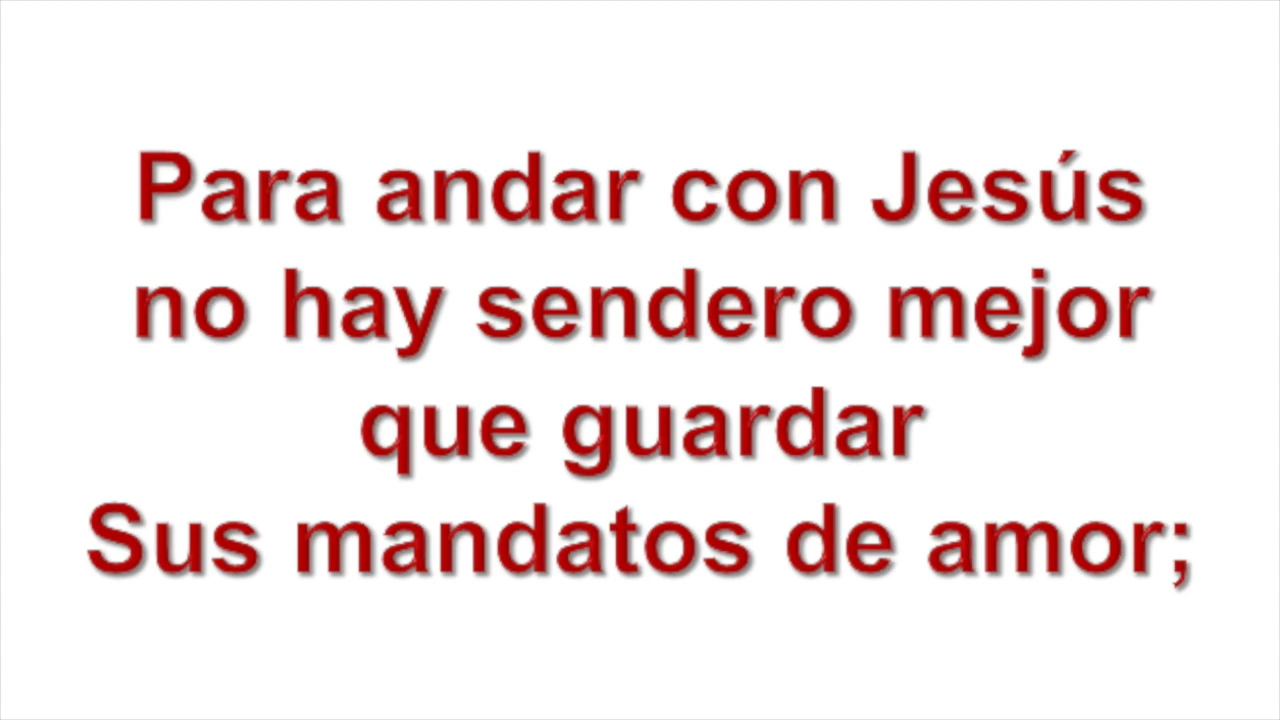 Para andar con Jesús
no hay sendero mejor
que guardar
Sus mandatos de amor;